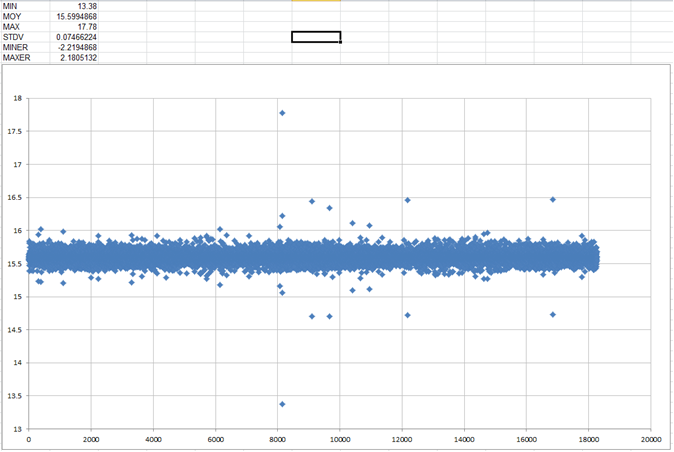 MIN 13.38
MOY 15.5994868
MAX 17.78
STDV 0.07466224
MINER -2.2194868
MAXER 2.1805132
18
17.5
17
16.5
16
15.5
15
14.5
14
13.5
13
0 2000 4000 6000 8000 10000 12000 14000 16000 18000 20000